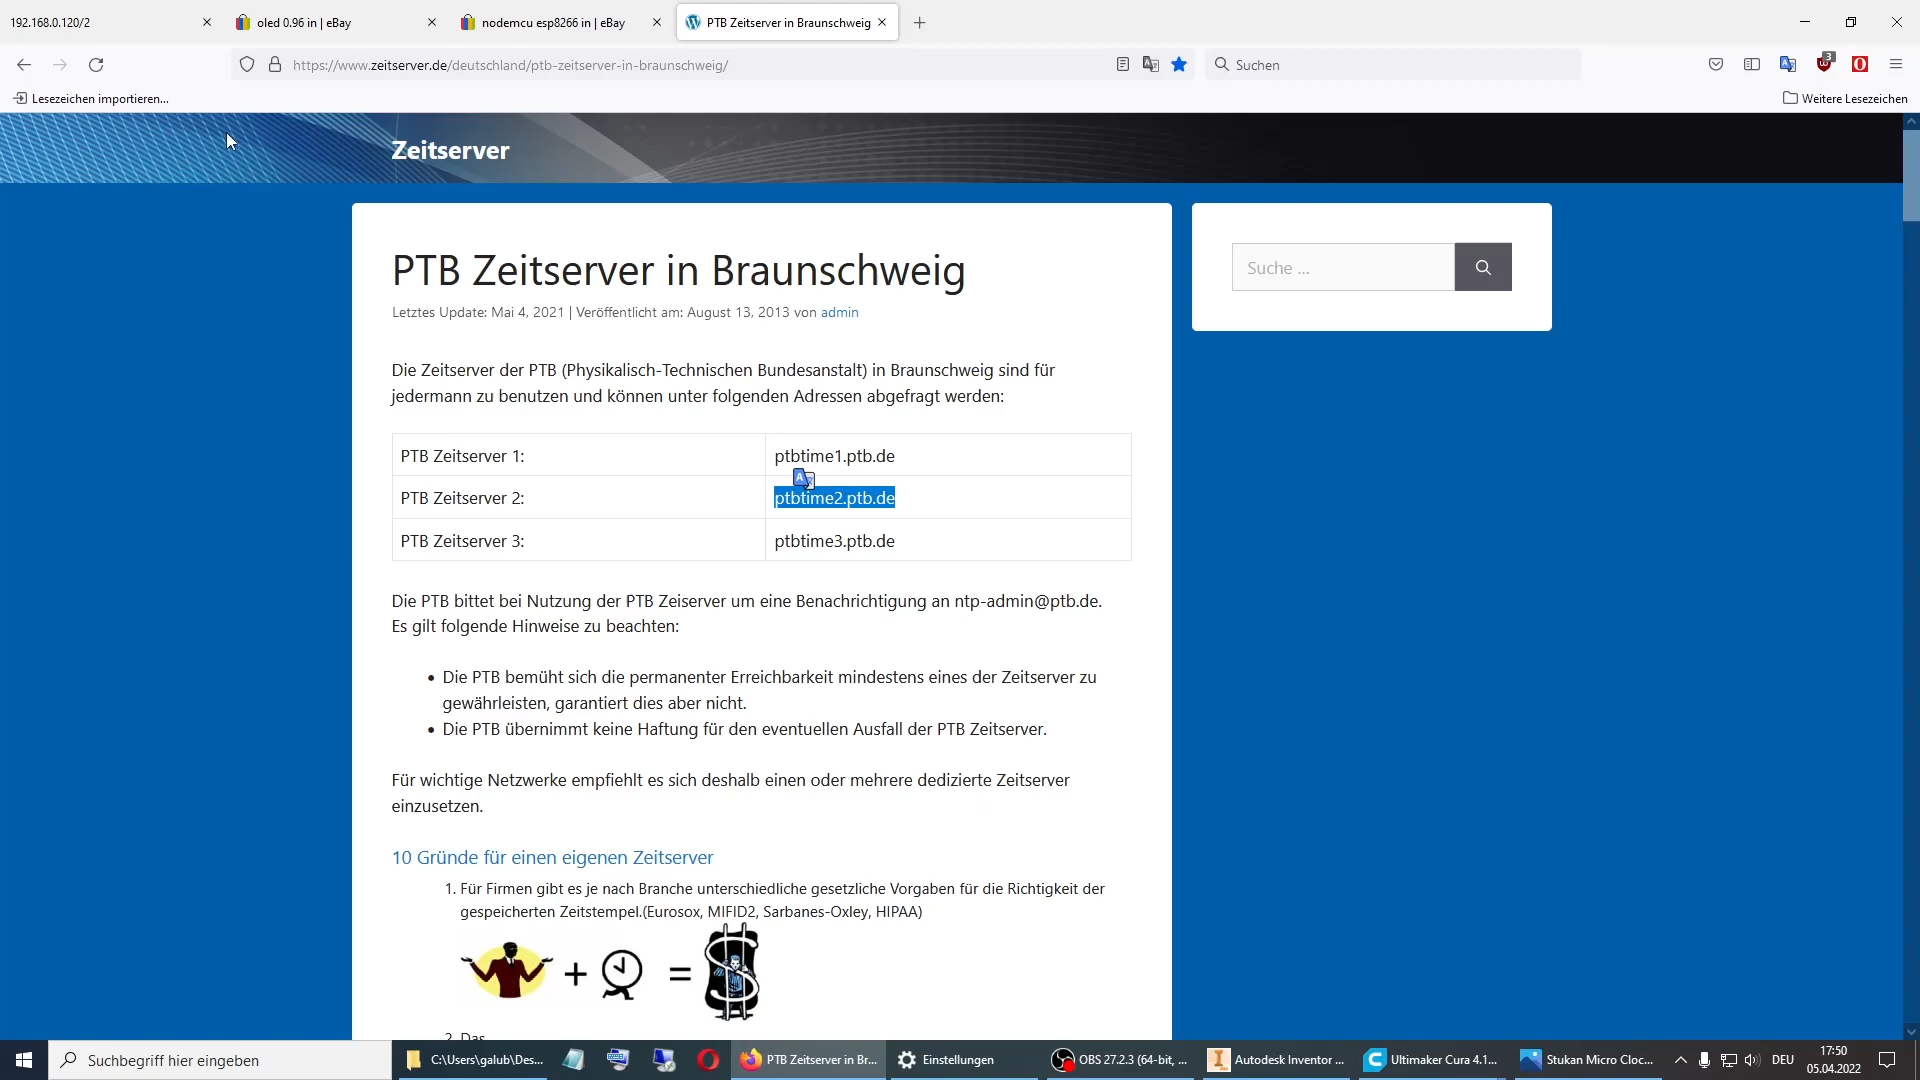 192.168.0.120/2
oled 0.96 in | eBay
nodemcu esp8266 in | eBay
PTB Zeitserver in Braunschweig
https://www.zeitserver.de/deutschland/ptb-zeitserver-in-braunschweig/
Suchen
3
Lesezeichen importieren...
Weitere Lesezeichen
Zeitserver
PTB Zeitserver in Braunschweig
Letztes Update: Mai 4, 2021 | Veröffentlicht am: August 13, 2013 von admin
Suche ...
Die Zeitserver der PTB (Physikalisch-Technischen Bundesanstalt) in Braunschweig sind für
jedermann zu benutzen und können unter folgenden Adressen abgefragt werden:
PTB Zeitserver 1: ptbtime1.ptb.de
PTB Zeitserver 2: ptbtime2.ptb.de
PTB Zeitserver 3: ptbtime3.ptb.de
Die PTB bittet bei Nutzung der PTB Zeiserver um eine Benachrichtigung an ntp-admin@ptb.de.
Es gilt folgende Hinweise zu beachten:
• Die PTB bemüht sich die permanenter Erreichbarkeit mindestens eines der Zeitserver zu
gewährleisten, garantiert dies aber nicht.
• Die PTB übernimmt keine Haftung für den eventuellen Ausfall der PTB Zeitserver.
Für wichtige Netzwerke empfiehlt es sich deshalb einen oder mehrere dedizierte Zeitserver
einzusetzen.
10 Gründe für einen eigenen Zeitserver
1. Für Firmen gibt es je nach Branche unterschiedliche gesetzliche Vorgaben für die Richtigkeit der
gespeicherten Zeitstempel.(Eurosox, MIFID2, Sarbanes-Oxley, HIPAA)
+ =
2. Das
Suchbegriff hier eingeben
C:\Users\galub\Des...
PTB Zeitserver in Br...
Einstellungen
OBS 27.2.3 (64-bit, ...
Autodesk Inventor ...
Ultimaker Cura 4.1...
Stukan Micro Cloc...
DEU
17:50
05.04.2022